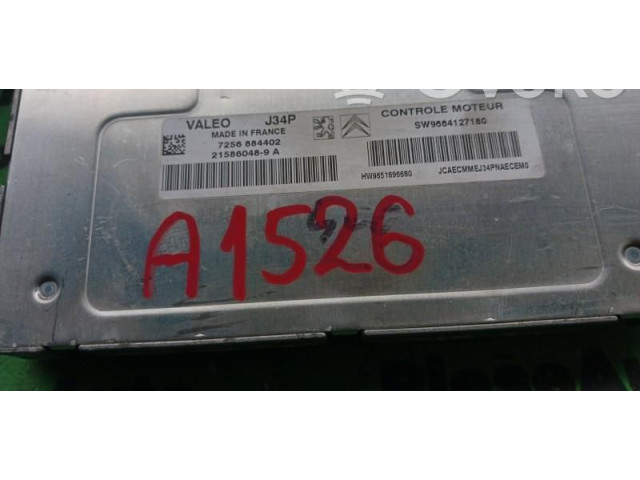 VALEO J34P
MADE IN FRANCE
7256 884402
21586048-9 A
CONTROLE MOTEUR
SW9664127180
HW9651696680
JCAECMMEJ34PNAECEM0
A1526